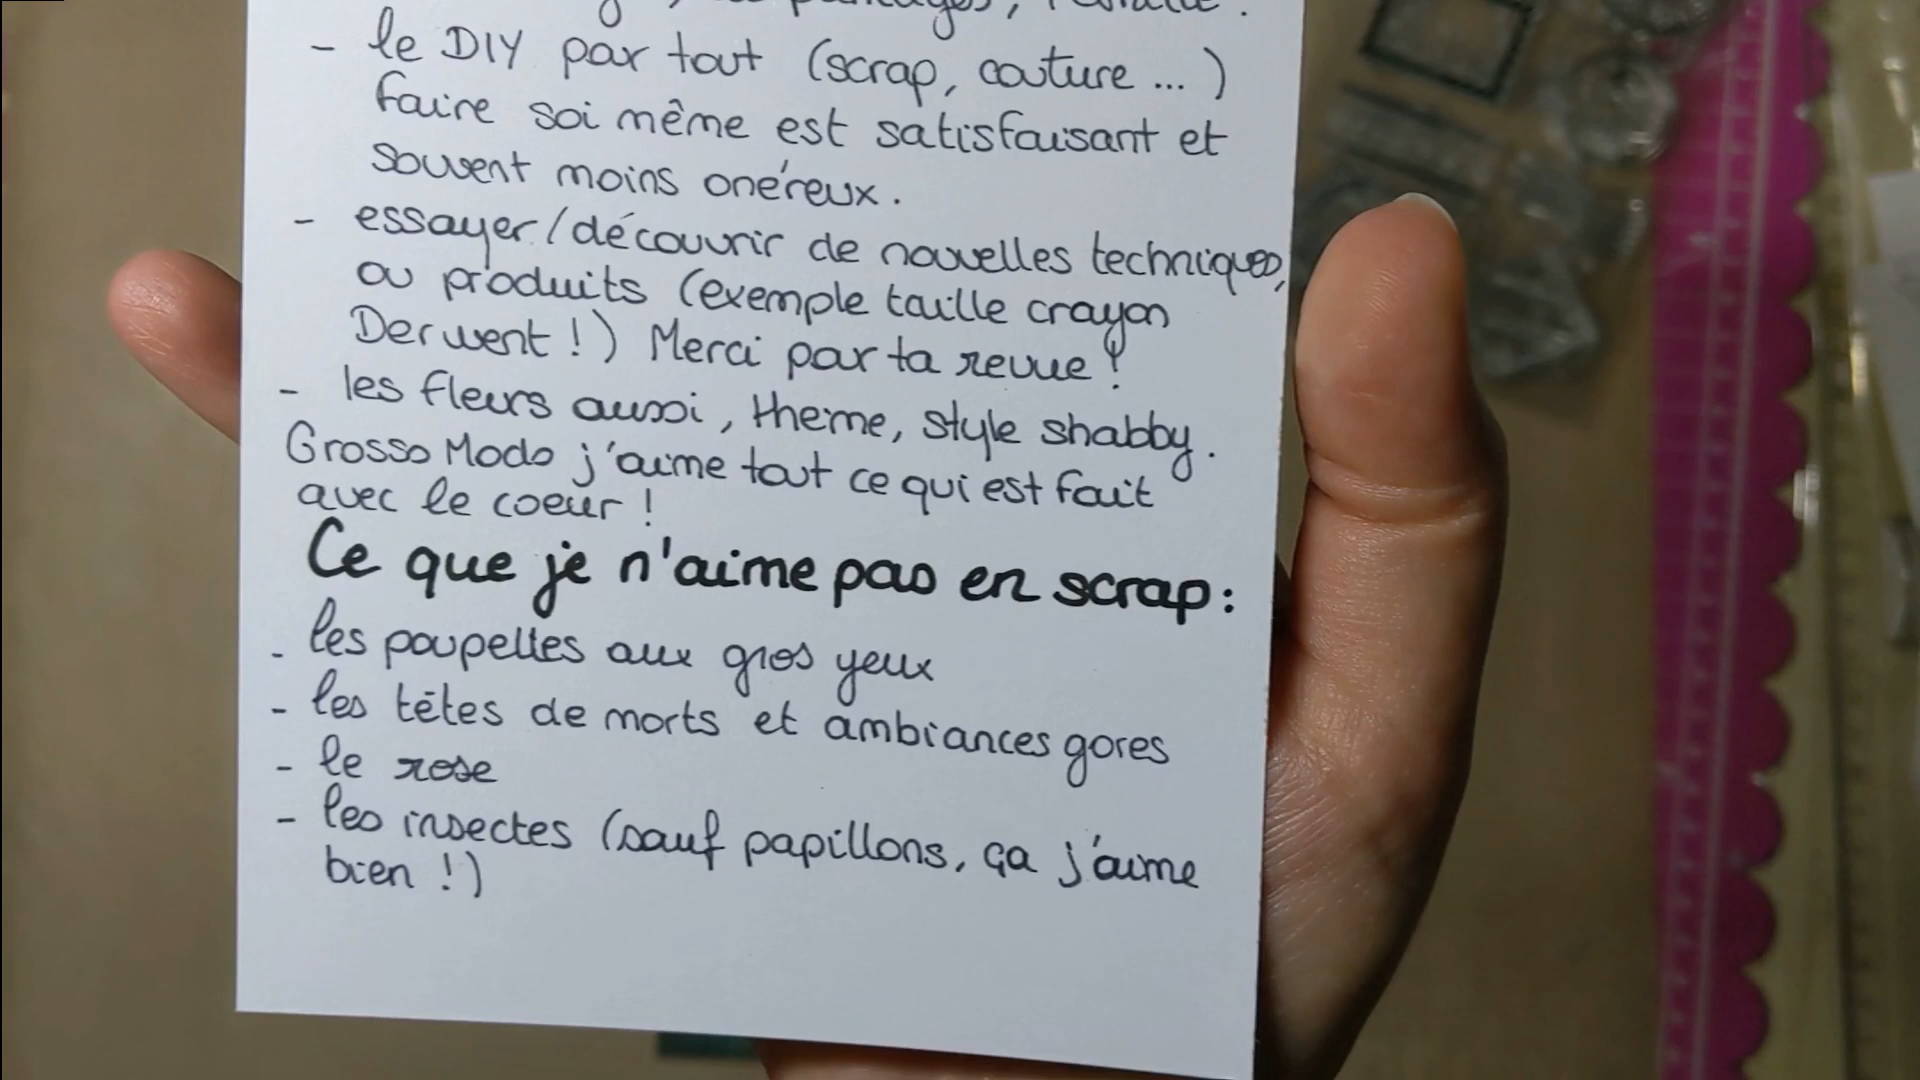 - le DIY par tout (scrap, couture ... )
faire soi même est satisfaisant et
souvent moins onéreux.
- essayer/découvrir de nouvelles techniques,
ou produits (exemple taille crayon
Derwent !) Merci par ta revue !
- les fleurs aussi, theme, style shabby.
Grosso Modo j'aime tout ce qui est fait
avec le coeur !
Ce que je n'aime pas en scrap :
- les poupettes aux gros yeux
- les têtes de morts et ambiances gores
- le rose
- les insectes (sauf papillons, ça j'aime
bien !)